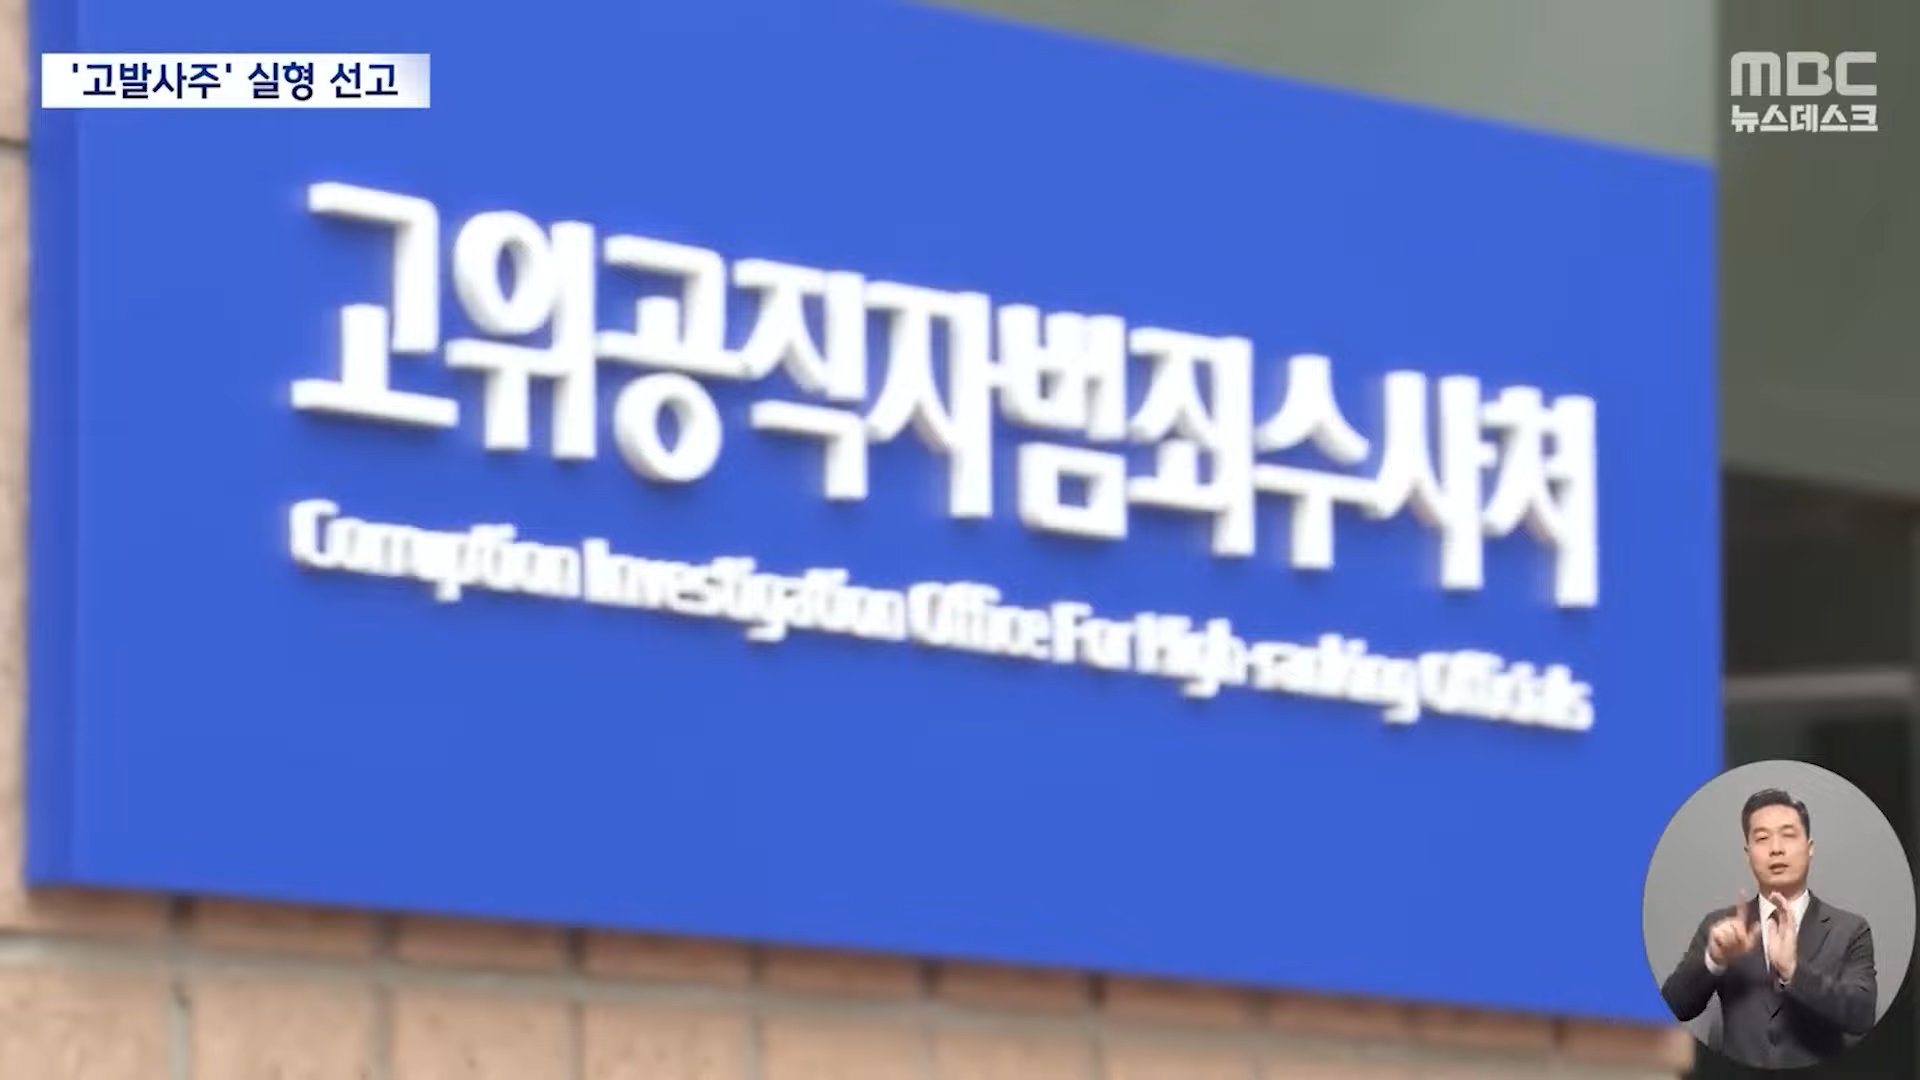 '고발사주' 실형 선고
MBC
뉴스데스크
고위공직자범죄수사처
Corruption Investigation Office For High-ranking Officials